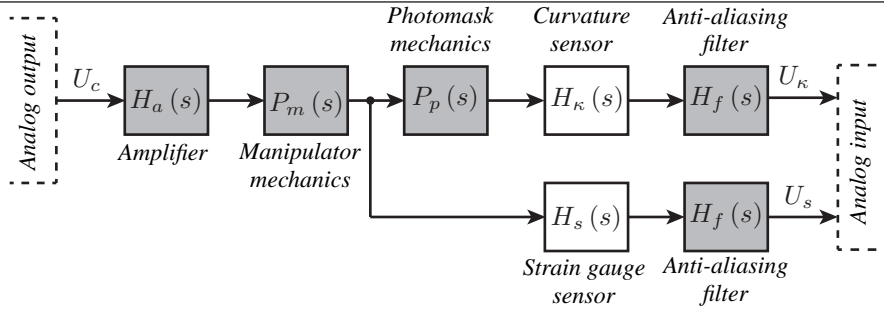 Analog output
U_c
H_a (s)
Amplifier
P_m (s)
Manipulator
mechanics
Photomask
mechanics
P_p (s)
Curvature
sensor
H_κ (s)
Anti-aliasing
filter
H_f (s)
U_κ
H_s (s)
Strain gauge
sensor
H_f (s)
Anti-aliasing
filter
U_s
Analog input